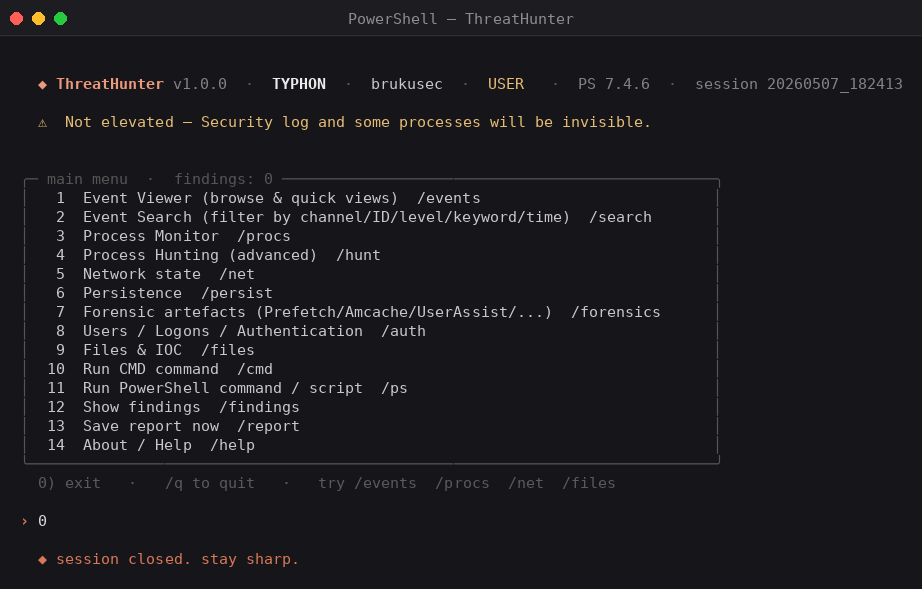 PowerShell — ThreatHunter
◆ ThreatHunter v1.0.0 · TYPHON · brukusec · USER · PS 7.4.6 · session 20260507_182413
⚠ Not elevated — Security log and some processes will be invisible.
main menu · findings: 0
1 Event Viewer (browse & quick views) /events
2 Event Search (filter by channel/ID/level/keyword/time) /search
3 Process Monitor /procs
4 Process Hunting (advanced) /hunt
5 Network state /net
6 Persistence /persist
7 Forensic artefacts (Prefetch/Amcache/UserAssist/...) /forensics
8 Users / Logons / Authentication /auth
9 Files & IOC /files
10 Run CMD command /cmd
11 Run PowerShell command / script /ps
12 Show findings /findings
13 Save report now /report
14 About / Help /help
0) exit · /q to quit · try /events /procs /net /files
› 0
◆ session closed. stay sharp.